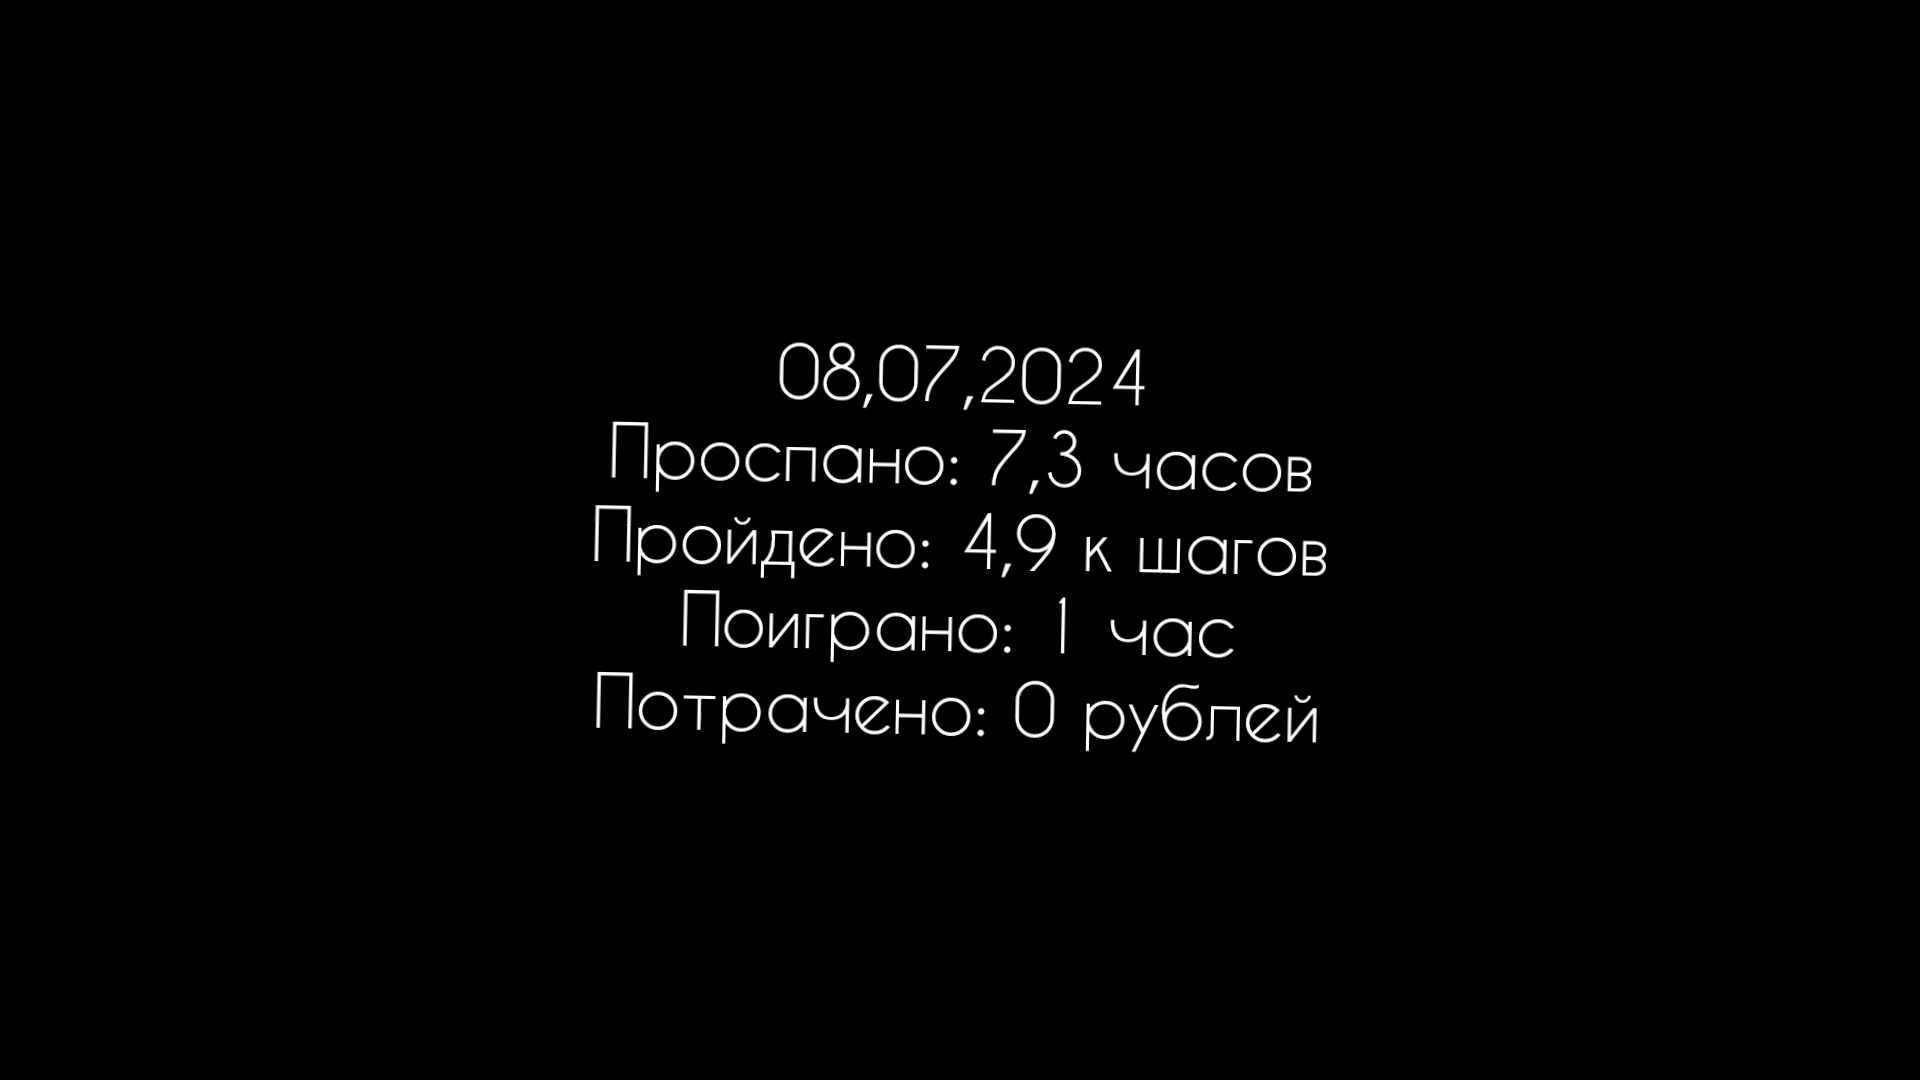 08,07,2024
Проспано: 7,3 часов
Пройдено: 4,9 к шагов
Поиграно: 1 час
Потрачено: 0 рублей